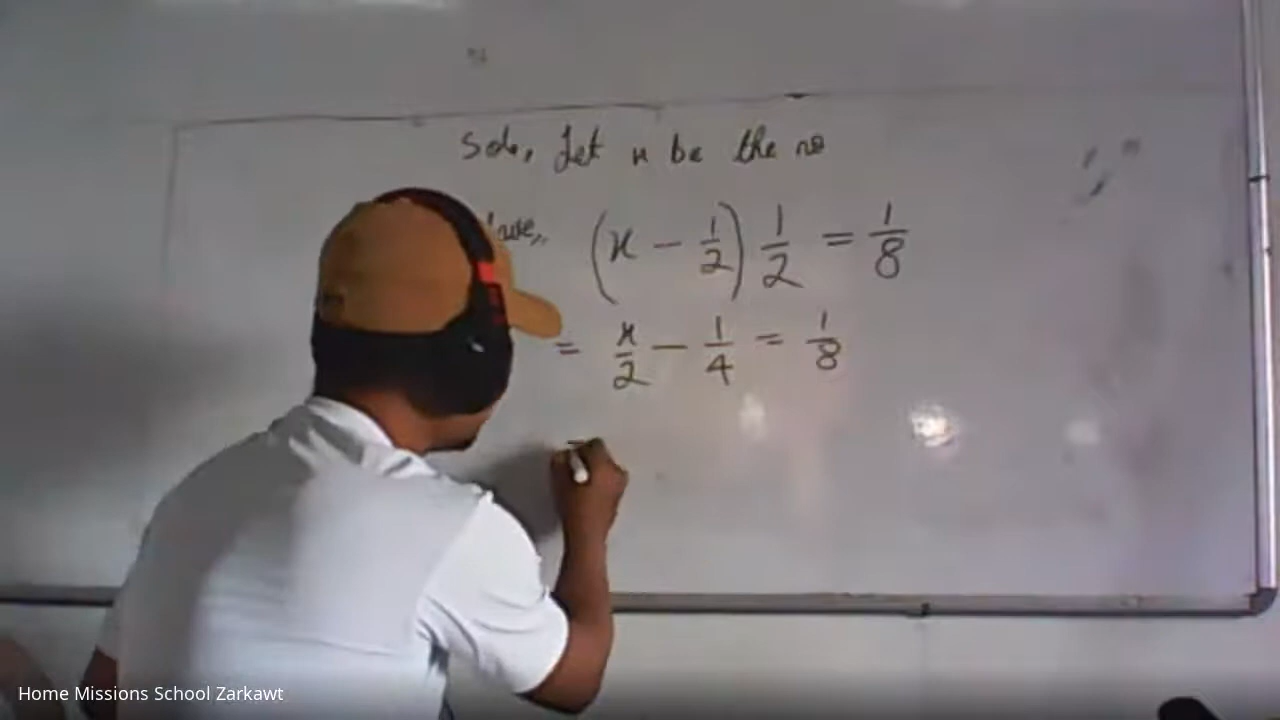 Soln, Let x be the no
(x - 1/2) 1/2 = 1/8
= x/2 - 1/4 = 1/8
=
Home Missions School Zarkawt